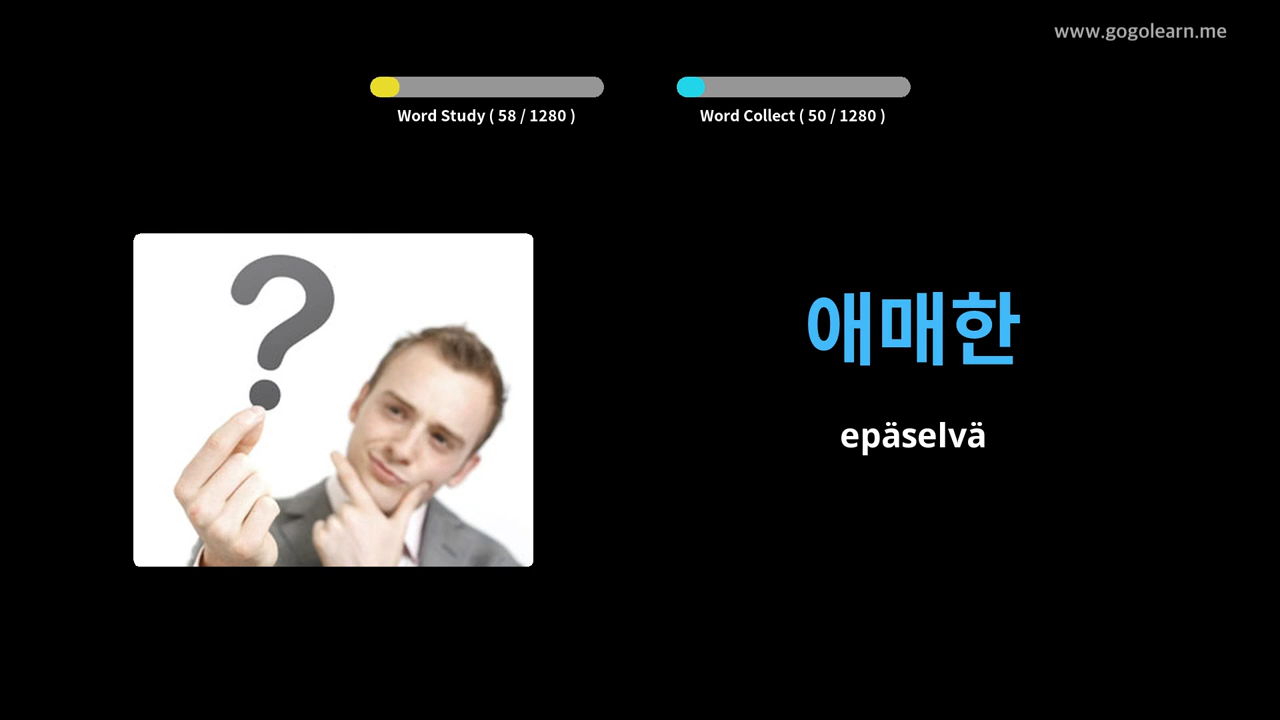 www.gogolearn.me
Word Study ( 58 / 1280 )
Word Collect ( 50 / 1280 )
?
애매한
epäselvä